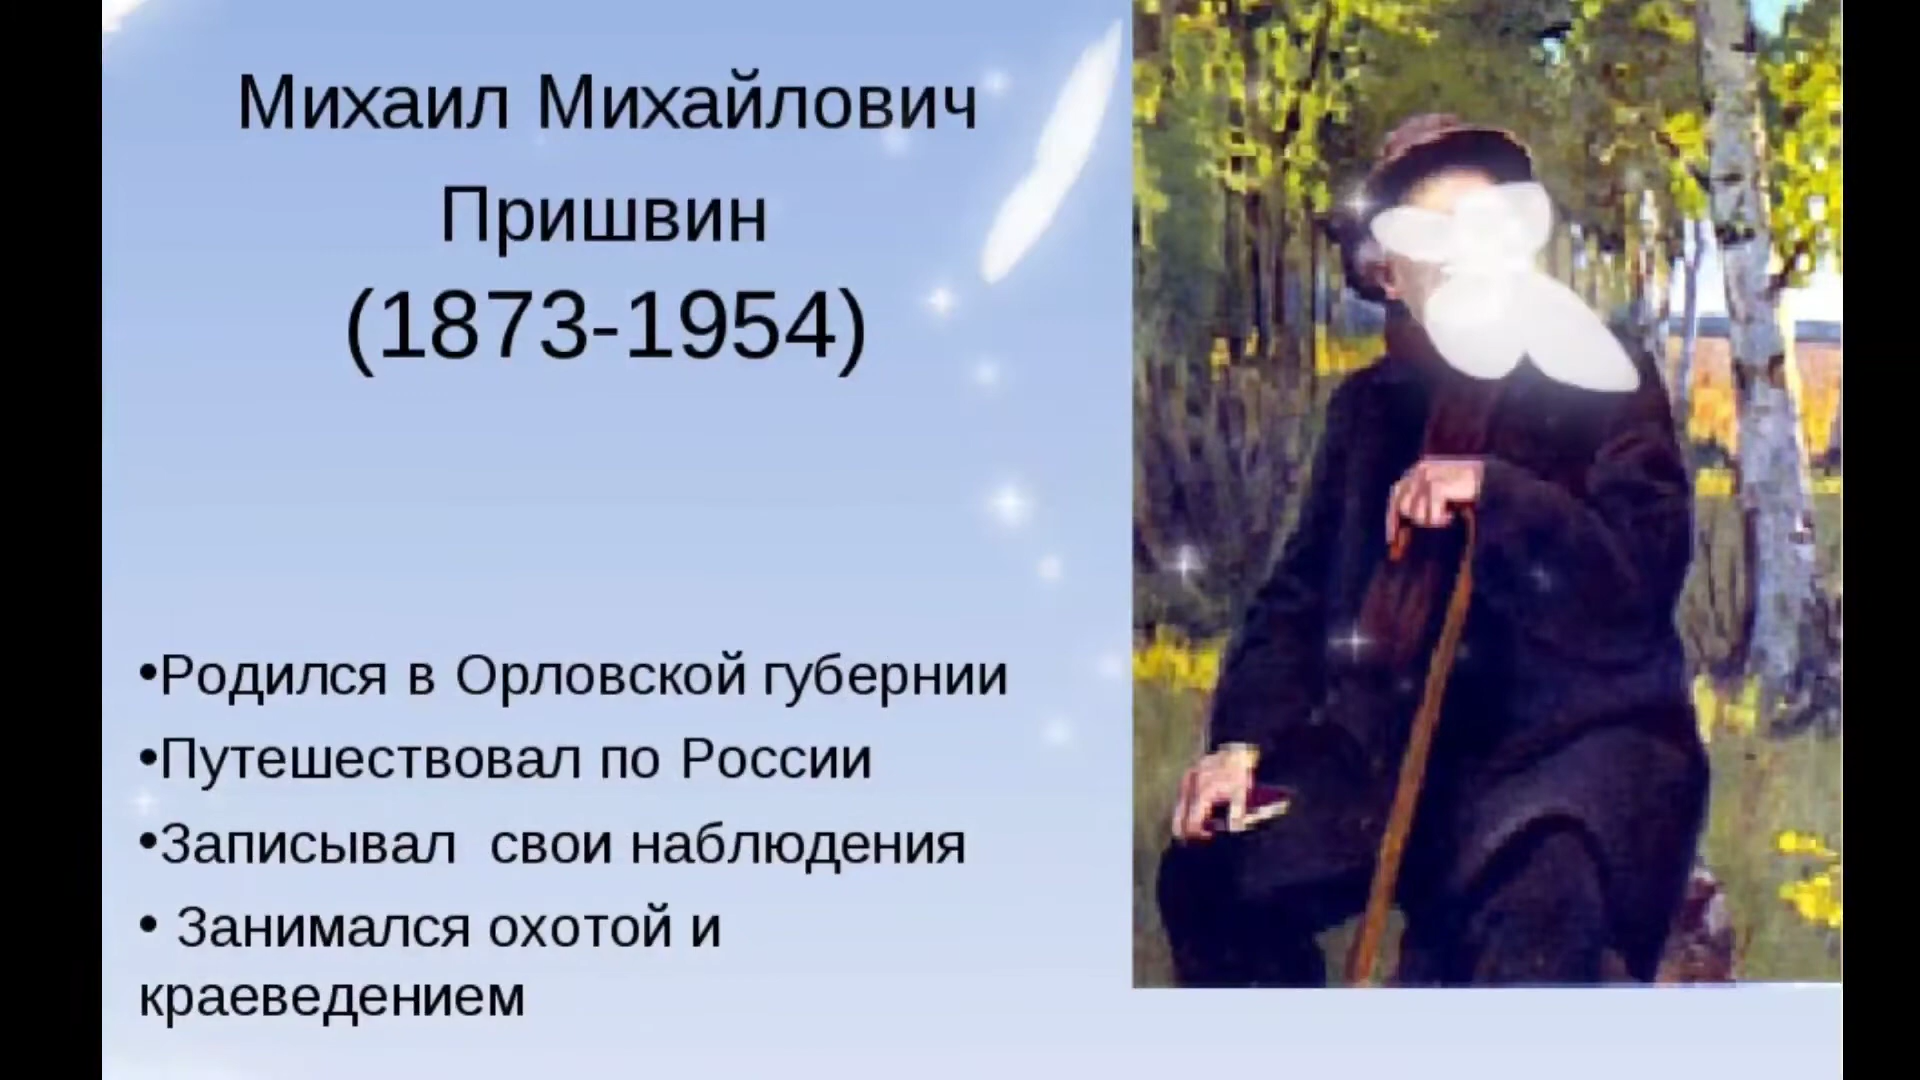 Михаил Михайлович
Пришвин
(1873-1954)
•Родился в Орловской губернии
•Путешествовал по России
•Записывал  свои наблюдения
• Занимался охотой и
краеведением